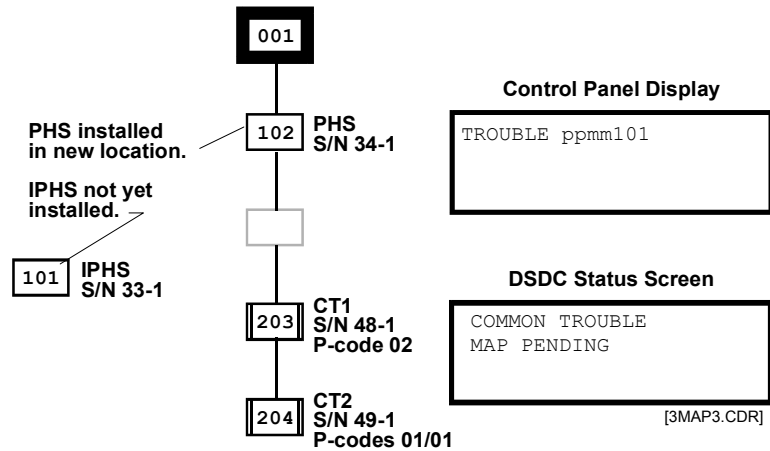 001
PHS installed
in new location.
102
PHS
S/N 34-1
IPHS not yet
installed.
101
IPHS
S/N 33-1
203
CT1
S/N 48-1
P-code 02
204
CT2
S/N 49-1
P-codes 01/01
Control Panel Display
TROUBLE ppmm101
DSDC Status Screen
COMMON TROUBLE
MAP PENDING
[3MAP3.CDR]